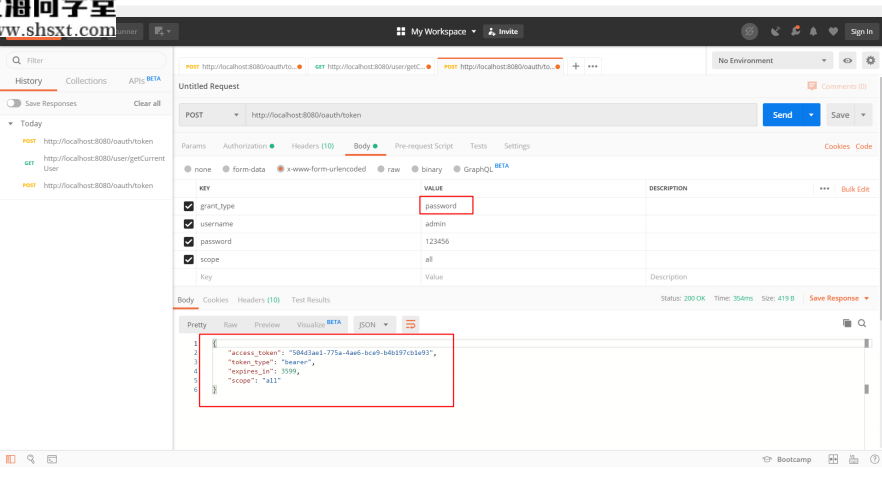 www.shsxt.com
My Workspace Invite Sign In
Filter
History Collections APIs BETA
Save Responses Clear all
Today
POST http://localhost:8080/oauth/token
GET http://localhost:8080/user/getCurrent
User
POST http://localhost:8080/oauth/token
POST http://localhost:8080/oauth/to... GET http://localhost:8080/user/getC... POST http://localhost:8080/oauth/to... + •••
No Environment
Untitled Request Comments (0)
POST http://localhost:8080/oauth/token Send Save
Params Authorization Headers (10) Body Pre-request Script Tests Settings Cookies Code
none form-data x-www-form-urlencoded raw binary GraphQL BETA
KEY VALUE DESCRIPTION ••• Bulk Edit
grant_type password
username admin
password 123456
scope all
Key Value Description
Body Cookies Headers (10) Test Results Status: 200 OK Time: 354ms Size: 419 B Save Response
Pretty Raw Preview Visualize BETA JSON
1 {
2 "access_token": "504d3ae1-775a-4ae6-bce9-b4b197cb1e93",
3 "token_type": "bearer",
4 "expires_in": 3599,
5 "scope": "all"
6 }
Bootcamp